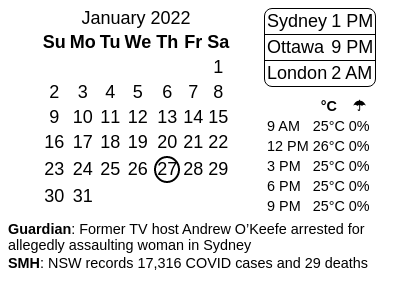 January 2022
Su Mo Tu We Th Fr Sa
1
2 3 4 5 6 7 8
9 10 11 12 13 14 15
16 17 18 19 20 21 22
23 24 25 26 27 28 29
30 31
Sydney 1 PM
Ottawa 9 PM
London 2 AM
°C ☂
9 AM 25°C 0%
12 PM 26°C 0%
3 PM 25°C 0%
6 PM 25°C 0%
9 PM 25°C 0%
Guardian: Former TV host Andrew O’Keefe arrested for
allegedly assaulting woman in Sydney
SMH: NSW records 17,316 COVID cases and 29 deaths